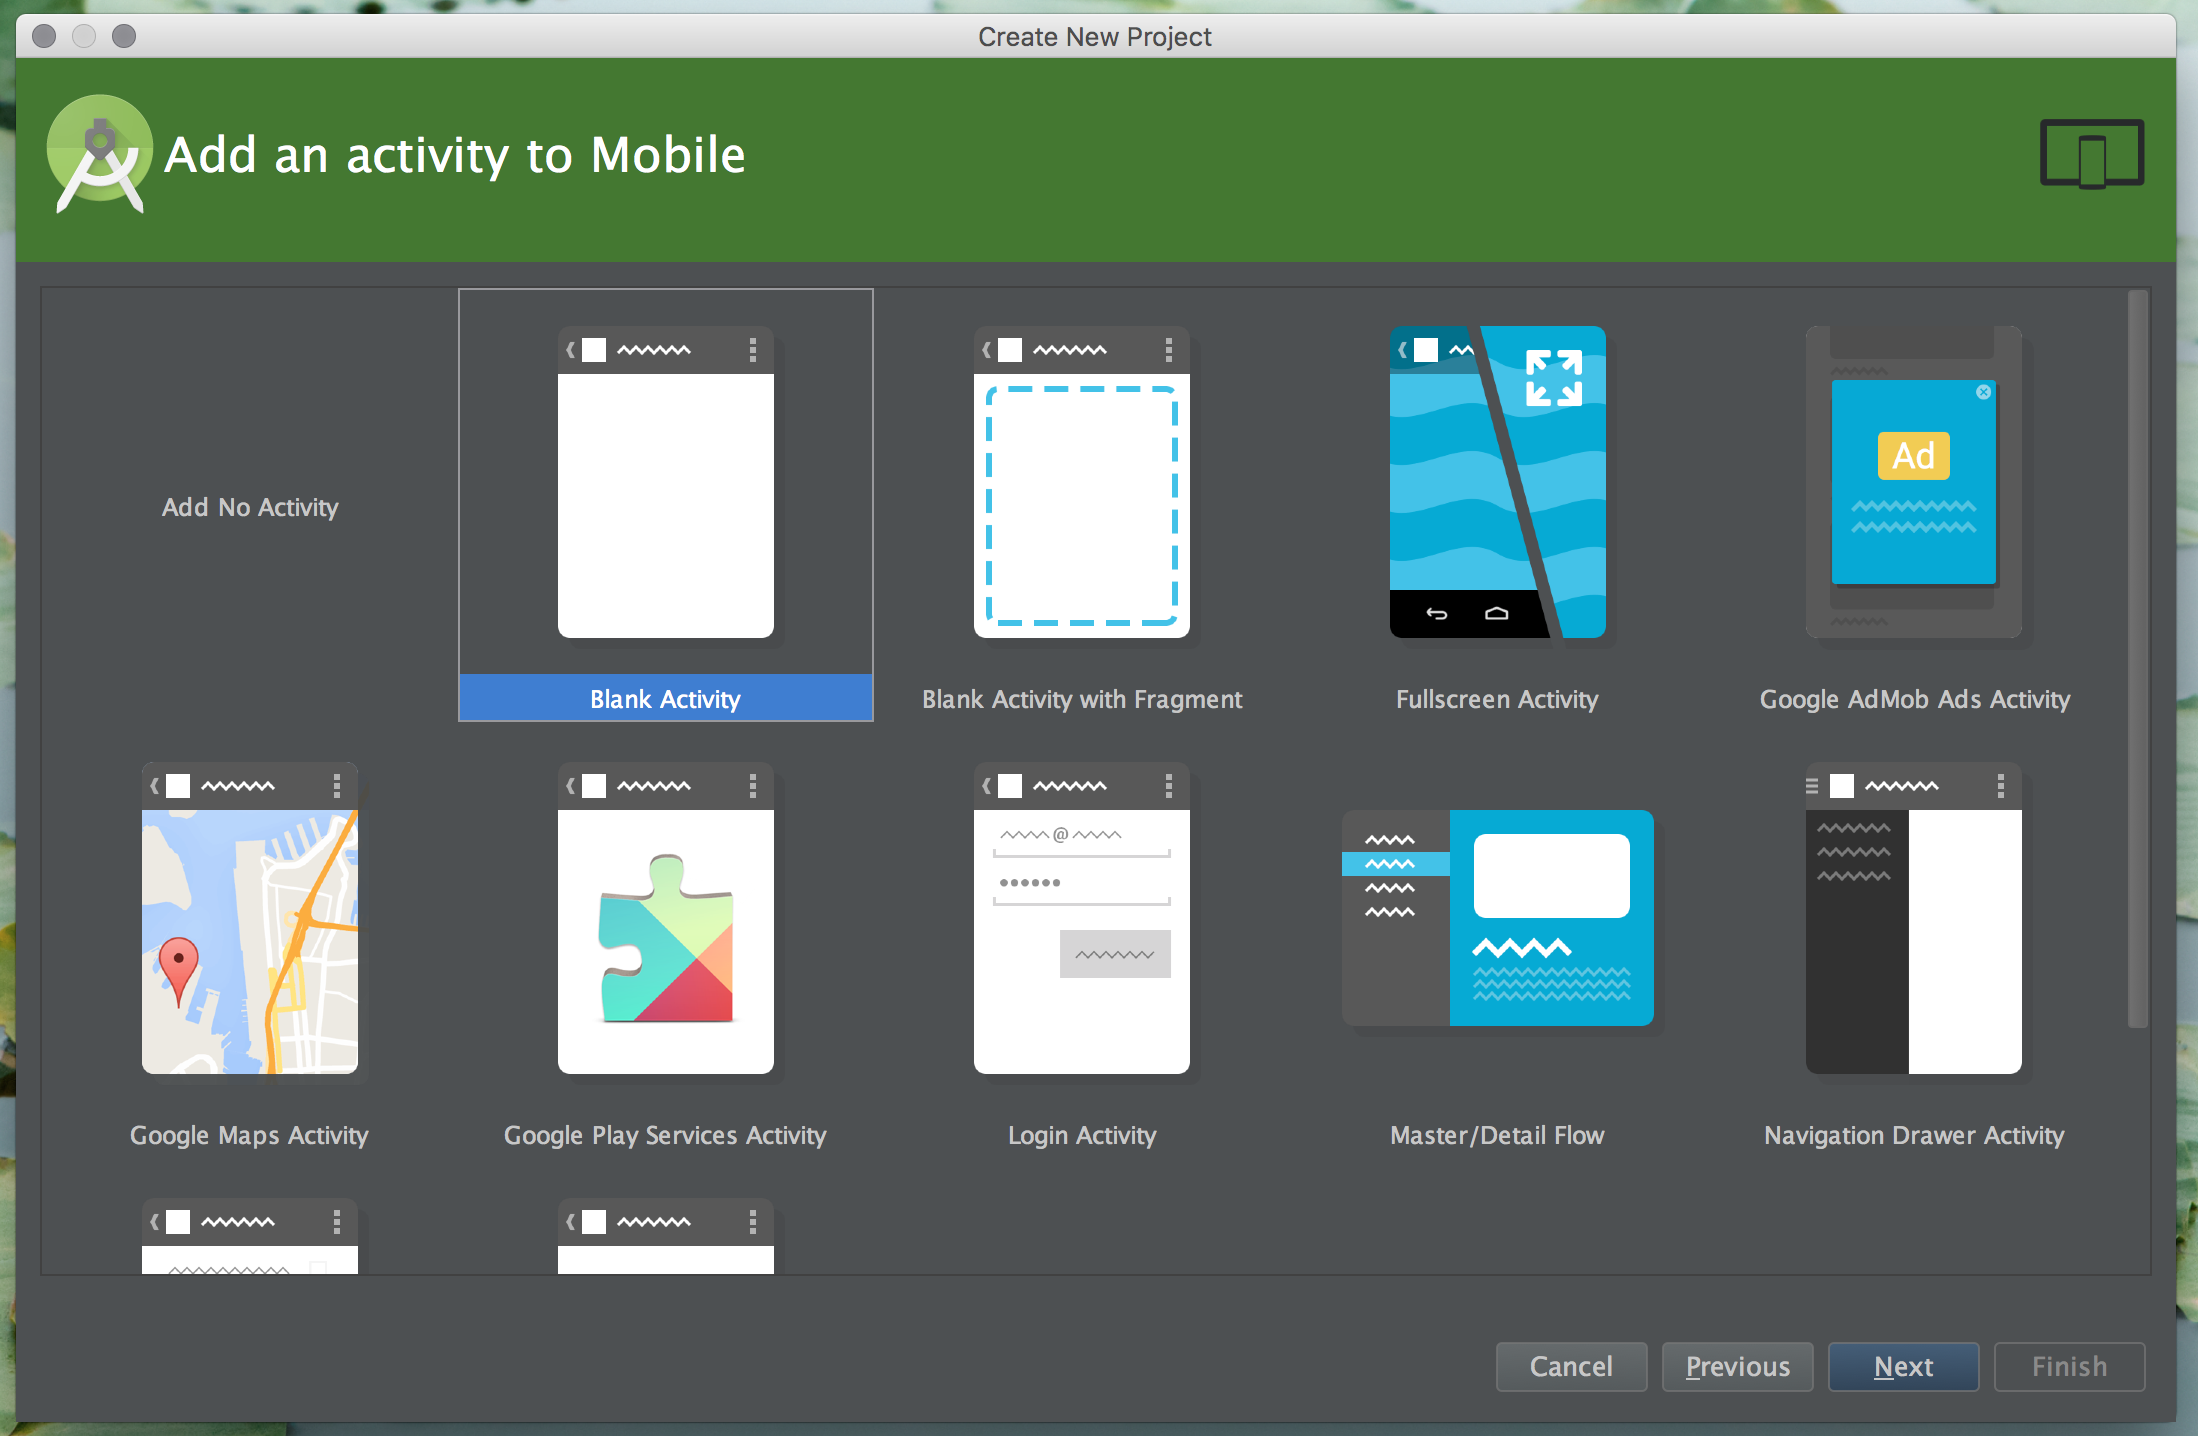 Create New Project
Add an activity to Mobile
Add No Activity
Blank Activity
Blank Activity with Fragment
Fullscreen Activity
Ad
Google AdMob Ads Activity
@
Google Maps Activity
Google Play Services Activity
Login Activity
Master/Detail Flow
Navigation Drawer Activity
Cancel
Previous
Next
Finish